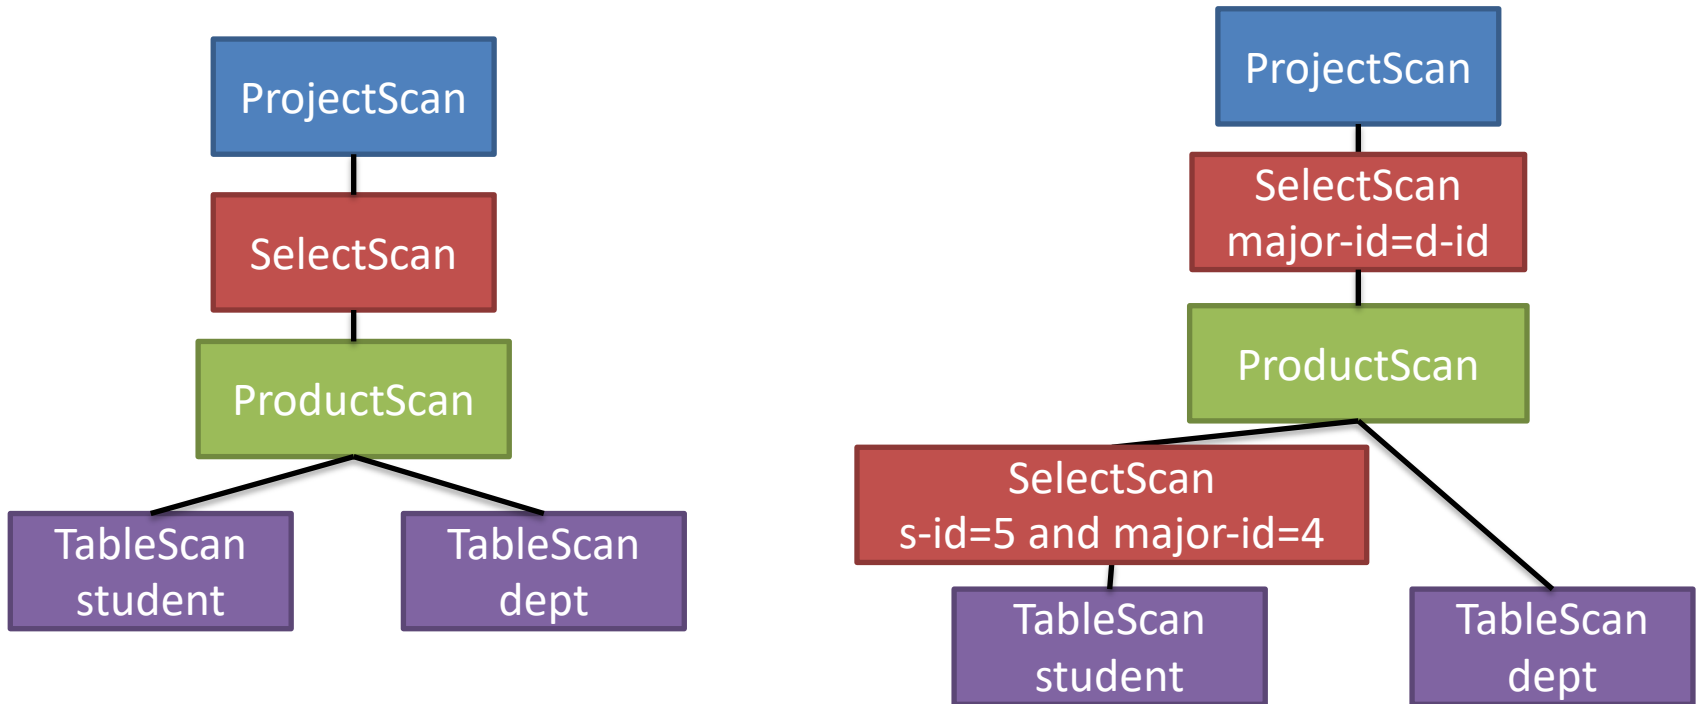 ProjectScan
SelectScan
ProductScan
TableScan
student
TableScan
dept
ProjectScan
SelectScan
major-id=d-id
ProductScan
SelectScan
s-id=5 and major-id=4
TableScan
student
TableScan
dept